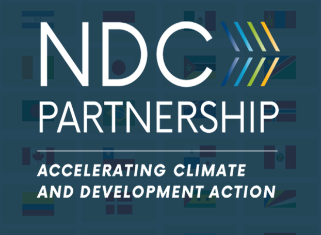 NDC
PARTNERSHIP
ACCELERATING CLIMATE
AND DEVELOPMENT ACTION